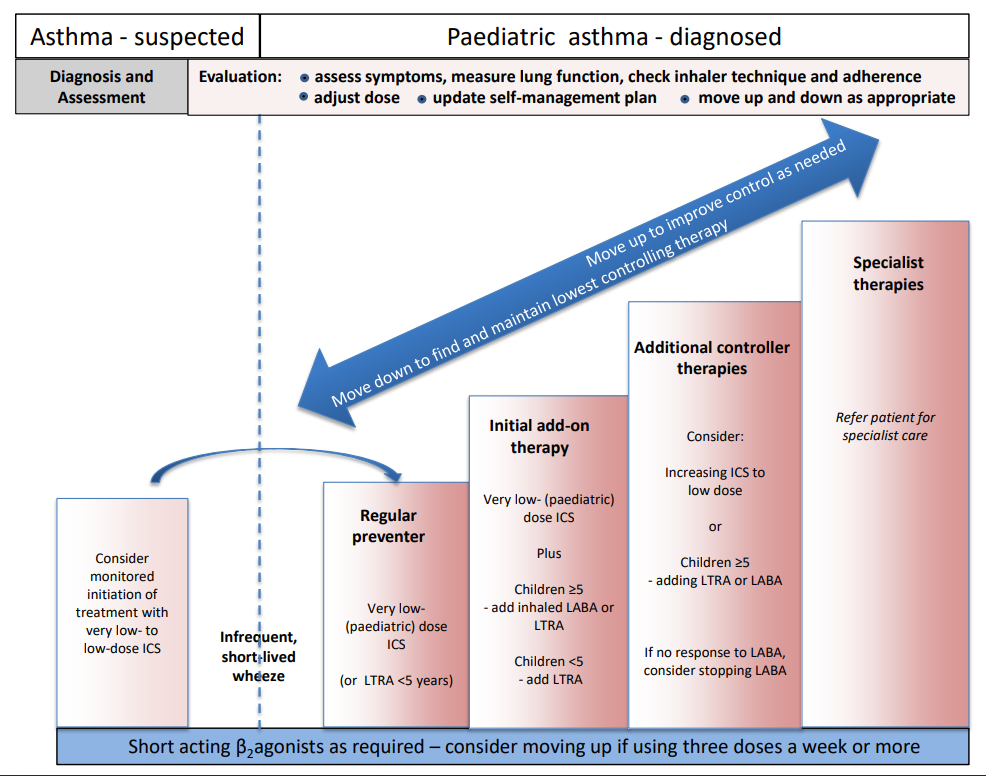 Asthma - suspected
Paediatric asthma - diagnosed
Diagnosis and
Assessment
Evaluation: • assess symptoms, measure lung function, check inhaler technique and adherence
• adjust dose • update self-management plan • move up and down as appropriate
Move up to improve control as needed
Move down to find and maintain lowest controlling therapy
Consider
monitored
initiation of
treatment with
very low- to
low-dose ICS
Infrequent,
short-lived
wheeze
Regular
preventer
Very low-
(paediatric) dose
ICS
(or LTRA <5 years)
Initial add-on
therapy
Very low- (paediatric)
dose ICS
Plus
Children ≥5
- add inhaled LABA or
LTRA
Children <5
- add LTRA
Additional controller
therapies
Consider:
Increasing ICS to
low dose
or
Children ≥5
- adding LTRA or LABA
If no response to LABA,
consider stopping LABA
Specialist
therapies
Refer patient for
specialist care
Short acting β₂agonists as required – consider moving up if using three doses a week or more